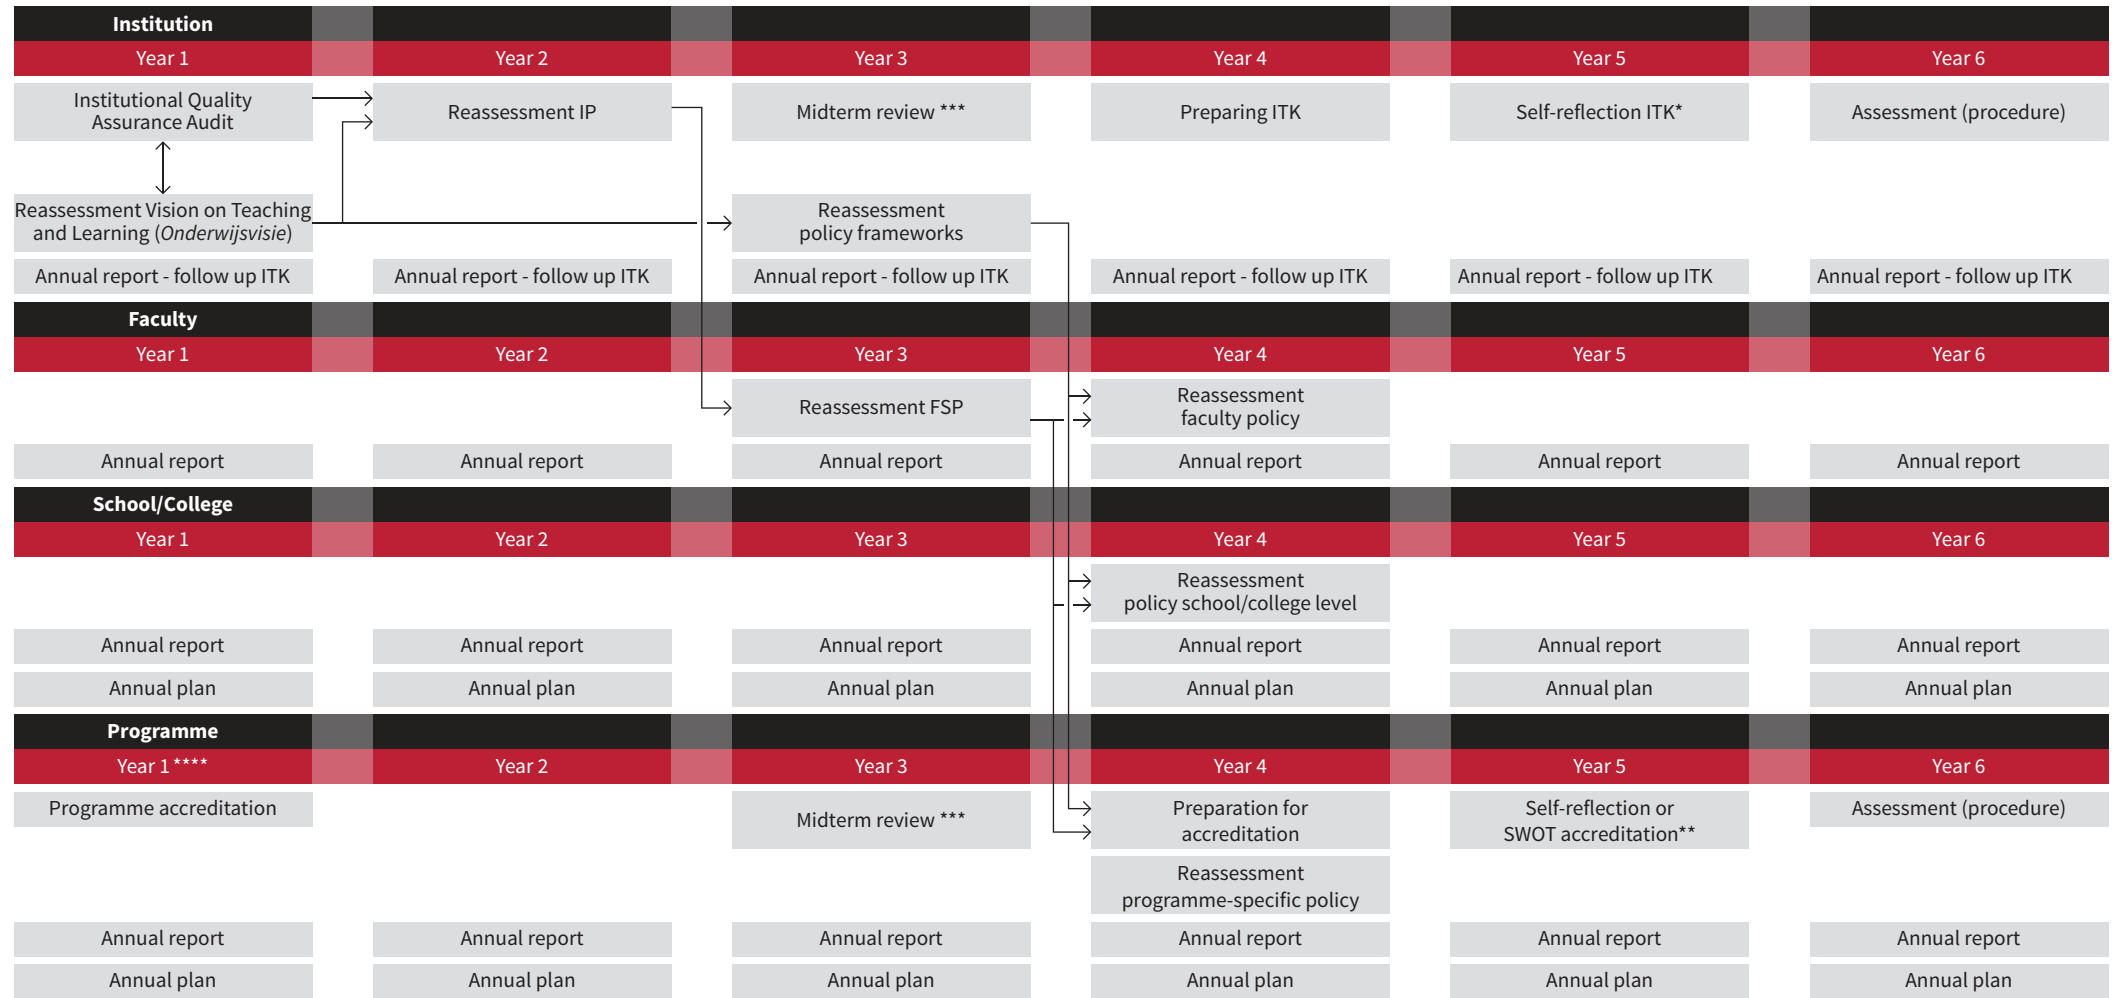 Institution
Year 1 Year 2 Year 3 Year 4 Year 5 Year 6
Institutional Quality
Assurance Audit
Reassessment IP
Midterm review ***
Preparing ITK
Self-reflection ITK*
Assessment (procedure)
Reassessment Vision on Teaching
and Learning (Onderwijsvisie)
Reassessment
policy frameworks
Annual report - follow up ITK Annual report - follow up ITK Annual report - follow up ITK Annual report - follow up ITK Annual report - follow up ITK Annual report - follow up ITK
Faculty
Year 1 Year 2 Year 3 Year 4 Year 5 Year 6
Reassessment FSP
Reassessment
faculty policy
Annual report Annual report Annual report Annual report Annual report Annual report
School/College
Year 1 Year 2 Year 3 Year 4 Year 5 Year 6
Reassessment
policy school/college level
Annual report Annual report Annual report Annual report Annual report Annual report
Annual plan Annual plan Annual plan Annual plan Annual plan Annual plan
Programme
Year 1 **** Year 2 Year 3 Year 4 Year 5 Year 6
Programme accreditation
Midterm review ***
Preparation for
accreditation
Self-reflection or
SWOT accreditation**
Assessment (procedure)
Reassessment
programme-specific policy
Annual report Annual report Annual report Annual report Annual report Annual report
Annual plan Annual plan Annual plan Annual plan Annual plan Annual plan